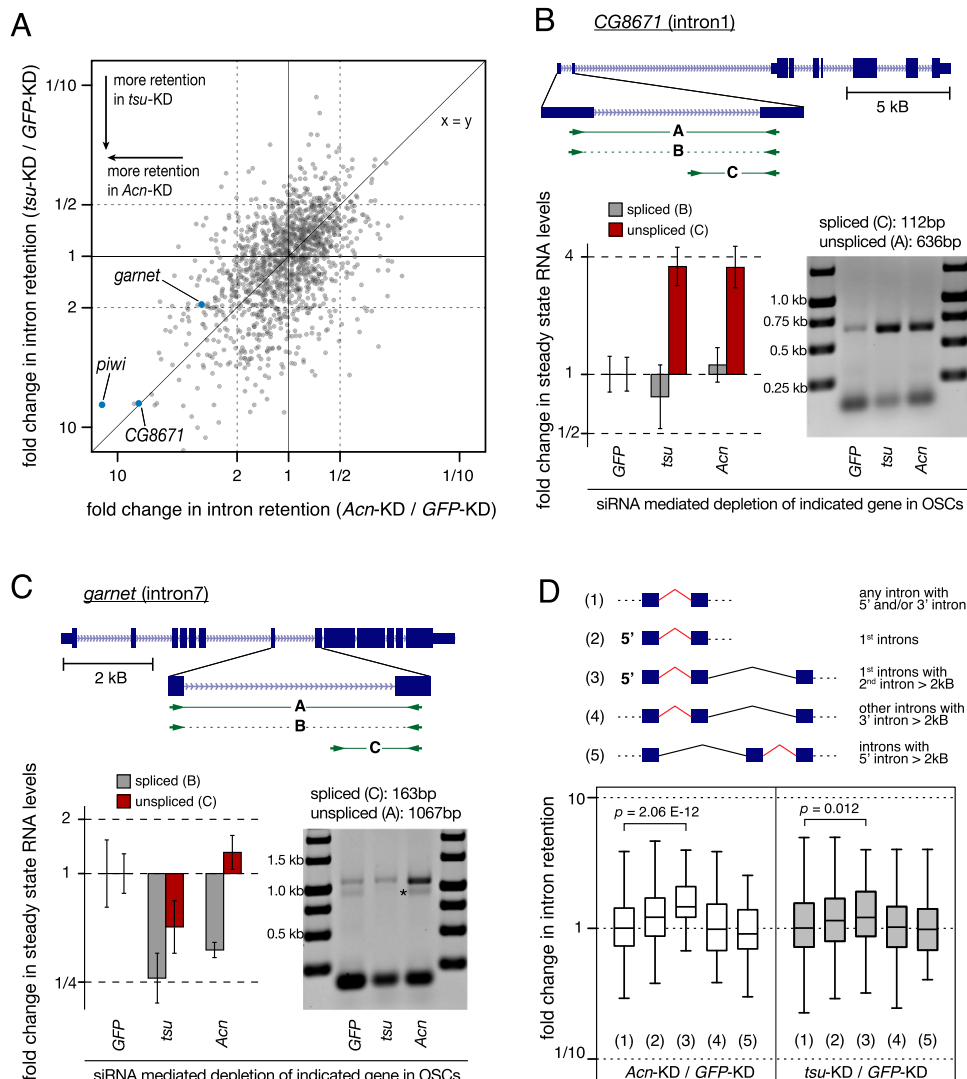 A
fold change in intron retention (tsu-KD / GFP-KD)
1/10
1/2
1
2
10
more retention
in tsu-KD
more retention
in Acn-KD
x = y
garnet
piwi
CG8671
10
2
1
1/2
1/10
fold change in intron retention (Acn-KD / GFP-KD)
B
CG8671 (intron1)
5 kB
A
B
C
spliced (B)
unspliced (C)
fold change in steady state RNA levels
4
1
1/2
GFP
tsu
Acn
spliced (C): 112bp
unspliced (A): 636bp
1.0 kb
0.75 kb
0.5 kb
0.25 kb
GFP
tsu
Acn
siRNA mediated depletion of indicated gene in OSCs
C
garnet (intron7)
2 kB
A
B
C
spliced (B)
unspliced (C)
fold change in steady state RNA levels
2
1
1/4
GFP
tsu
Acn
spliced (C): 163bp
unspliced (A): 1067bp
1.5 kb
1.0 kb
0.5 kb
*
GFP
tsu
Acn
siRNA mediated depletion of indicated gene in OSCs
D
(1)
any intron with
5' and/or 3' intron
(2)
5'
1st introns
(3)
5'
1st introns with
2nd intron > 2kB
(4)
other introns with
3' intron > 2kB
(5)
introns with
5' intron > 2kB
fold change in intron retention
10
1
1/10
p = 2.06 E-12
p = 0.012
(1) (2) (3) (4) (5)
(1) (2) (3) (4) (5)
Acn-KD / GFP-KD
tsu-KD / GFP-KD